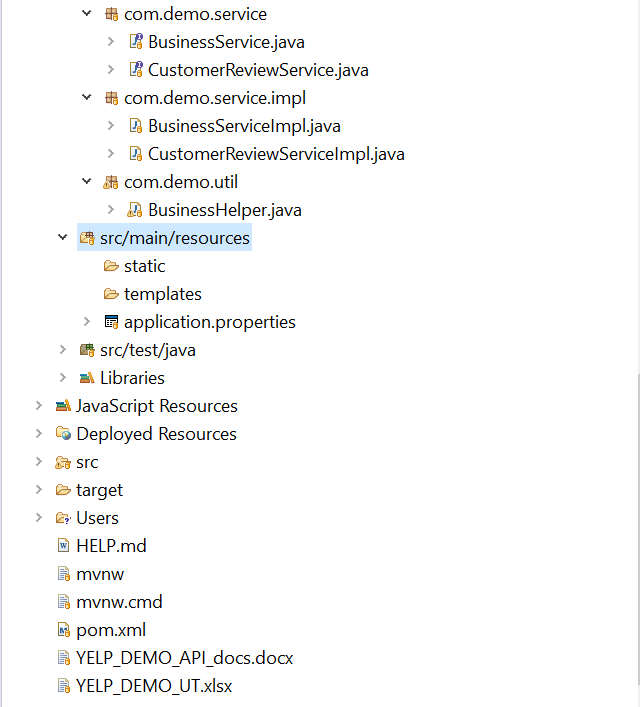 com.demo.service
BusinessService.java
CustomerReviewService.java
com.demo.service.impl
BusinessServiceImpl.java
CustomerReviewServiceImpl.java
com.demo.util
BusinessHelper.java
src/main/resources
static
templates
application.properties
src/test/java
Libraries
JavaScript Resources
Deployed Resources
src
target
Users
HELP.md
mvnw
mvnw.cmd
pom.xml
YELP_DEMO_API_docs.docx
YELP_DEMO_UT.xlsx